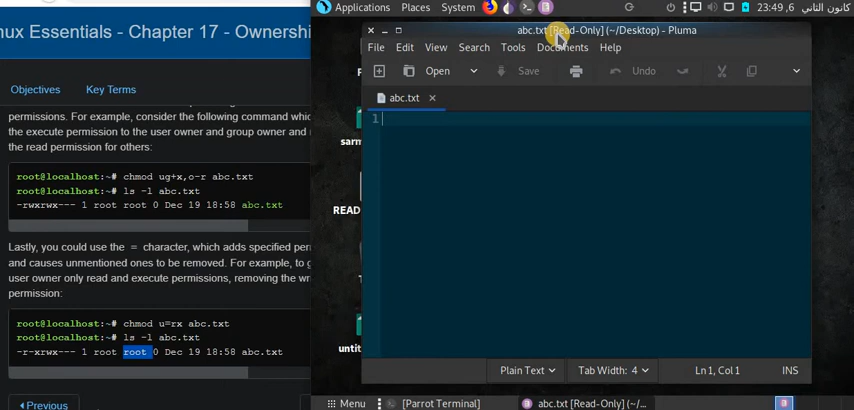 nux Essentials - Chapter 17 - Ownershi
Objectives Key Terms
permissions. For example, consider the following command whic
the execute permission to the user owner and group owner and
the read permission for others:
root@localhost:~# chmod ug+x,o-r abc.txt
root@localhost:~# ls -l abc.txt
-rwxrwx--- 1 root root 0 Dec 19 18:58 abc.txt
Lastly, you could use the = character, which adds specified per
and causes unmentioned ones to be removed. For example, to g
user owner only read and execute permissions, removing the wr
permission:
root@localhost:~# chmod u=rx abc.txt
root@localhost:~# ls -l abc.txt
-r-xrwx--- 1 root root 0 Dec 19 18:58 abc.txt
Previous
Applications Places System
كانون الثاني 6, 23:49
abc.txt [Read-Only] (~/Desktop) - Pluma
File Edit View Search Tools Documents Help
Open Save Undo
abc.txt
1
sarm
READ
untit
Plain Text Tab Width: 4 Ln 1, Col 1 INS
Menu [Parrot Terminal] abc.txt [Read-Only] (~/...